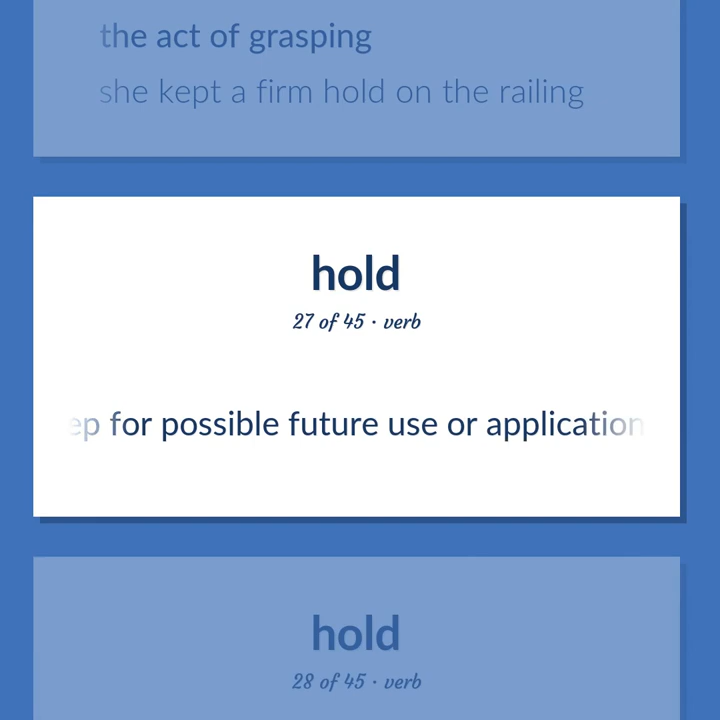 the act of grasping
she kept a firm hold on the railing
hold
27 of 45 · verb
ep for possible future use or application
hold
28 of 45 · verb